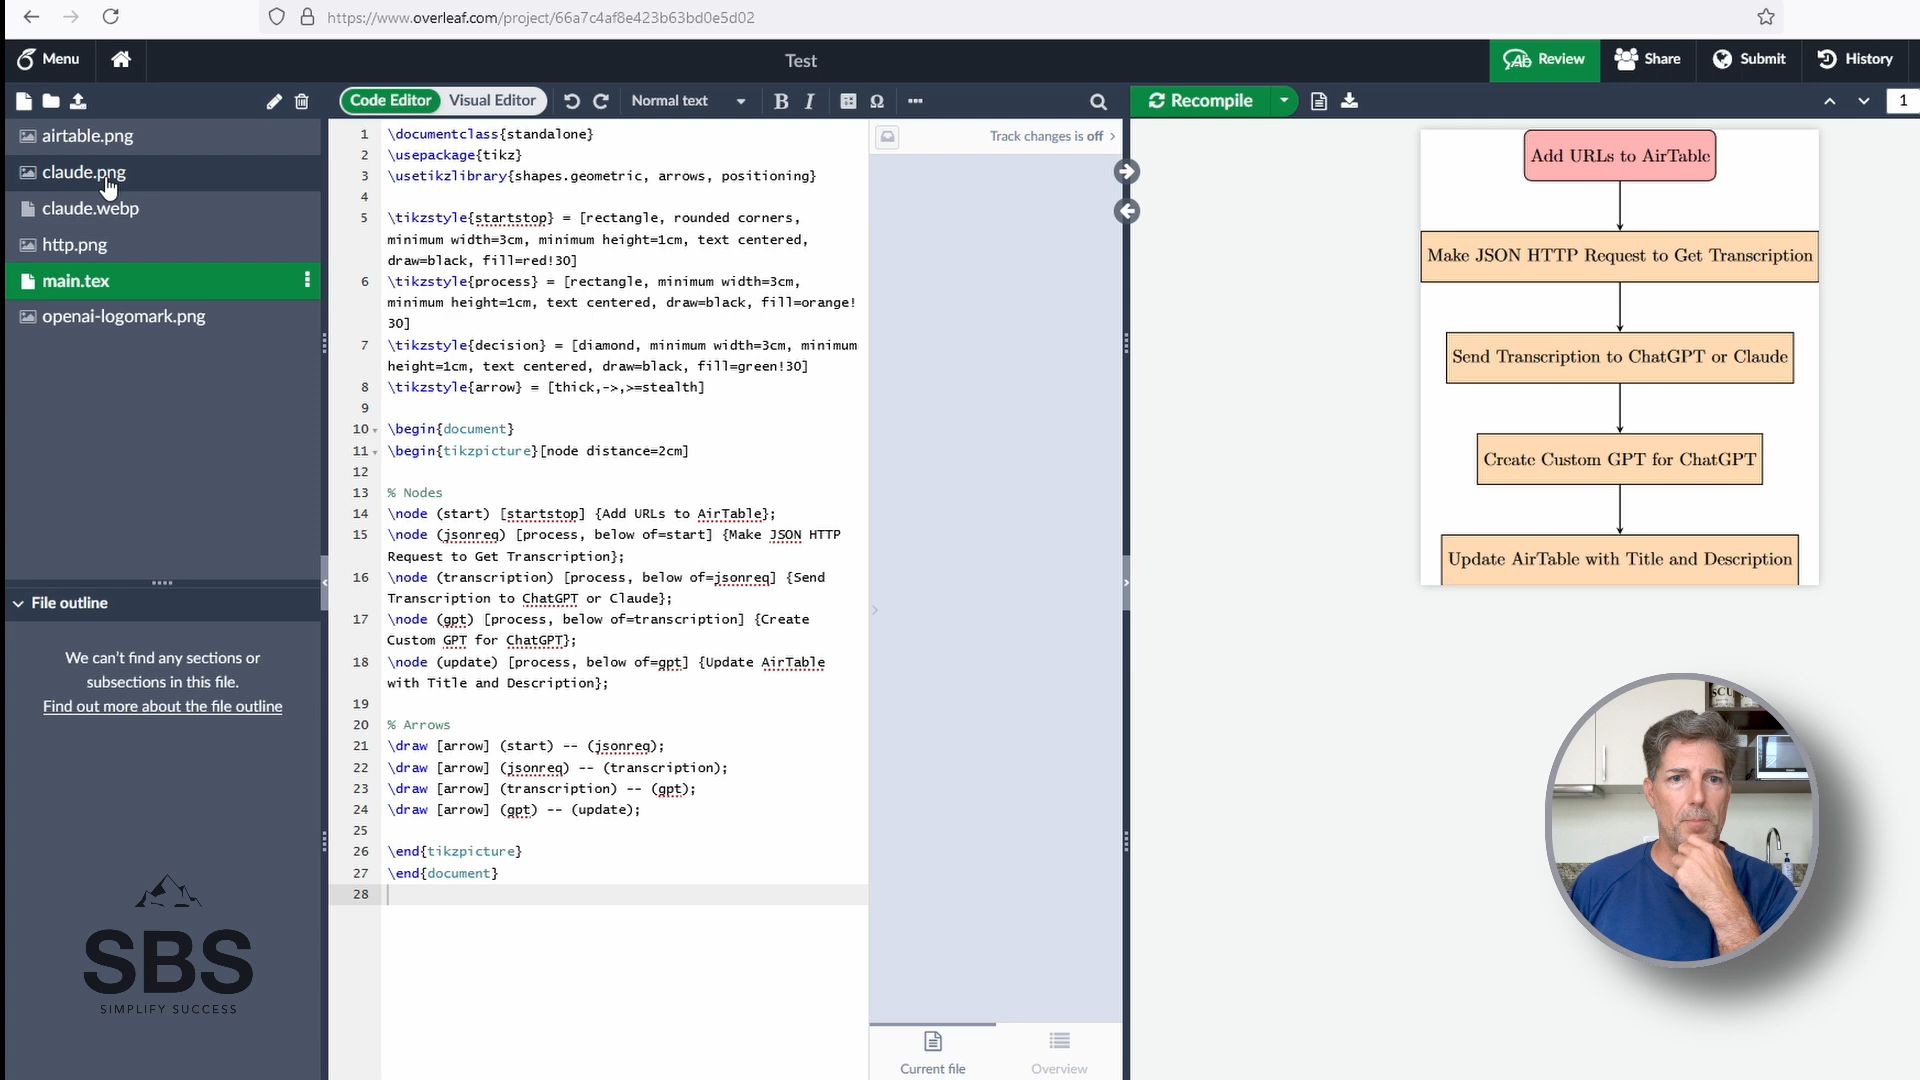 https://www.overleaf.com/project/66a7c4af8e423b63bd0e5d02
Menu
Test
Review
Share
Submit
History
Code Editor
Visual Editor
Normal text
B I
Ω
Recompile
1
airtable.png
claude.png
claude.webp
http.png
main.tex
openai-logomark.png
File outline
We can't find any sections or
subsections in this file.
Find out more about the file outline
SBS
SIMPLIFY SUCCESS
1 \documentclass{standalone}
2 \usepackage{tikz}
3 \usetikzlibrary{shapes.geometric, arrows, positioning}
4
5 \tikzstyle{startstop} = [rectangle, rounded corners,
minimum width=3cm, minimum height=1cm, text centered,
draw=black, fill=red!30]
6 \tikzstyle{process} = [rectangle, minimum width=3cm,
minimum height=1cm, text centered, draw=black, fill=orange!
30]
7 \tikzstyle{decision} = [diamond, minimum width=3cm, minimum
height=1cm, text centered, draw=black, fill=green!30]
8 \tikzstyle{arrow} = [thick,->,>=stealth]
9
10 \begin{document}
11 \begin{tikzpicture}[node distance=2cm]
12
13 % Nodes
14 \node (start) [startstop] {Add URLs to AirTable};
15 \node (jsonreq) [process, below of=start] {Make JSON HTTP
Request to Get Transcription};
16 \node (transcription) [process, below of=jsonreq] {Send
Transcription to ChatGPT or Claude};
17 \node (gpt) [process, below of=transcription] {Create
Custom GPT for ChatGPT};
18 \node (update) [process, below of=gpt] {Update AirTable
with Title and Description};
19
20 % Arrows
21 \draw [arrow] (start) -- (jsonreq);
22 \draw [arrow] (jsonreq) -- (transcription);
23 \draw [arrow] (transcription) -- (gpt);
24 \draw [arrow] (gpt) -- (update);
25
26 \end{tikzpicture}
27 \end{document}
28
Track changes is off
Current file
Overview
Add URLs to AirTable
Make JSON HTTP Request to Get Transcription
Send Transcription to ChatGPT or Claude
Create Custom GPT for ChatGPT
Update AirTable with Title and Description